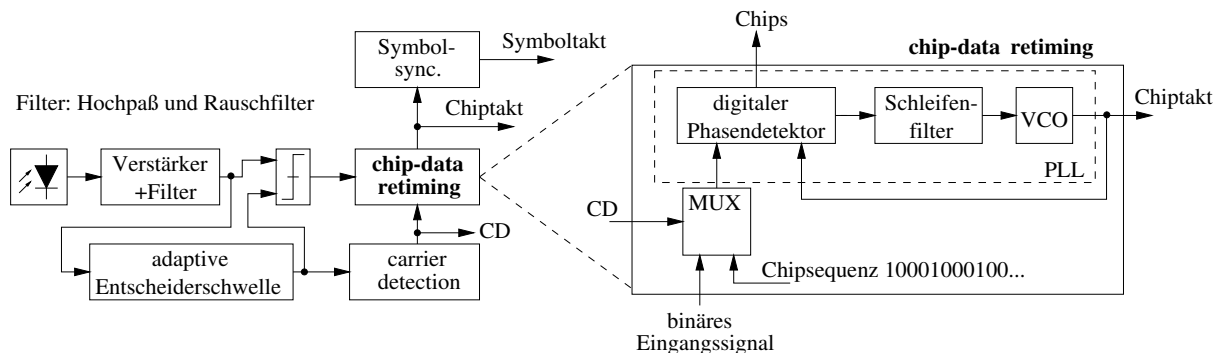 Filter: Hochpaß und Rauschfilter
Verstärker
+Filter
adaptive
Entscheiderschwelle
Symbol-
sync.
Symboltakt
Chiptakt
chip-data
retiming
CD
carrier
detection
Chips
chip-data retiming
digitaler
Phasendetektor
Schleifen-
filter
VCO
Chiptakt
PLL
CD
MUX
Chipsequenz 10001000100...
binäres
Eingangssignal